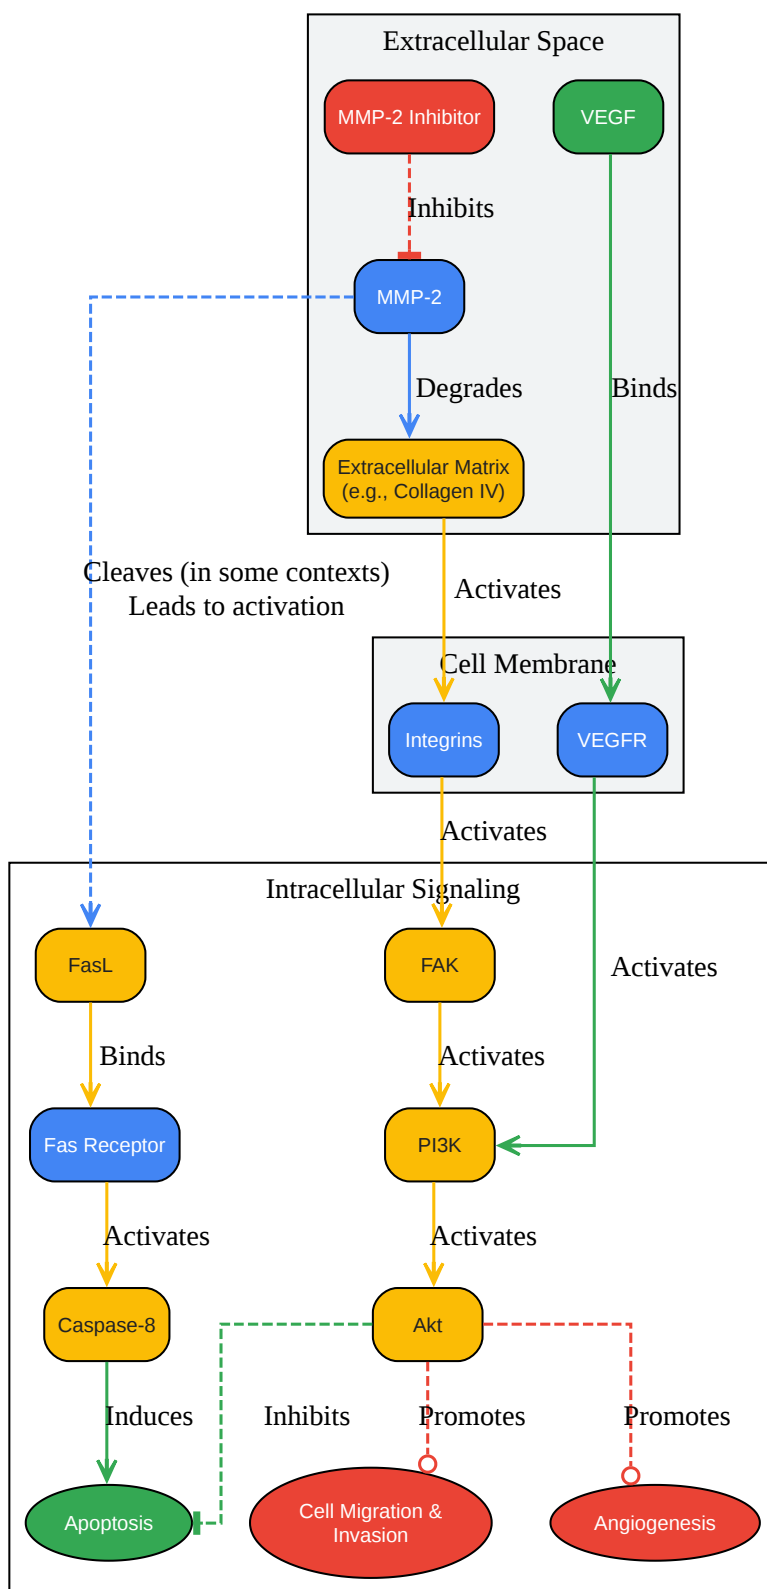 Extracellular Space
MMP-2 Inhibitor
VEGF
Inhibits
MMP-2
Degrades
Binds
Extracellular Matrix
(e.g., Collagen IV)
Cleaves (in some contexts)
Leads to activation
Activates
Cell Membrane
Integrins
VEGFR
Activates
Intracellular Signaling
FasL
FAK
Activates
Binds
Activates
Fas Receptor
PI3K
Activates
Activates
Caspase-8
Akt
Induces
Inhibits
Promotes
Promotes
Apoptosis
Cell Migration &
Invasion
Angiogenesis